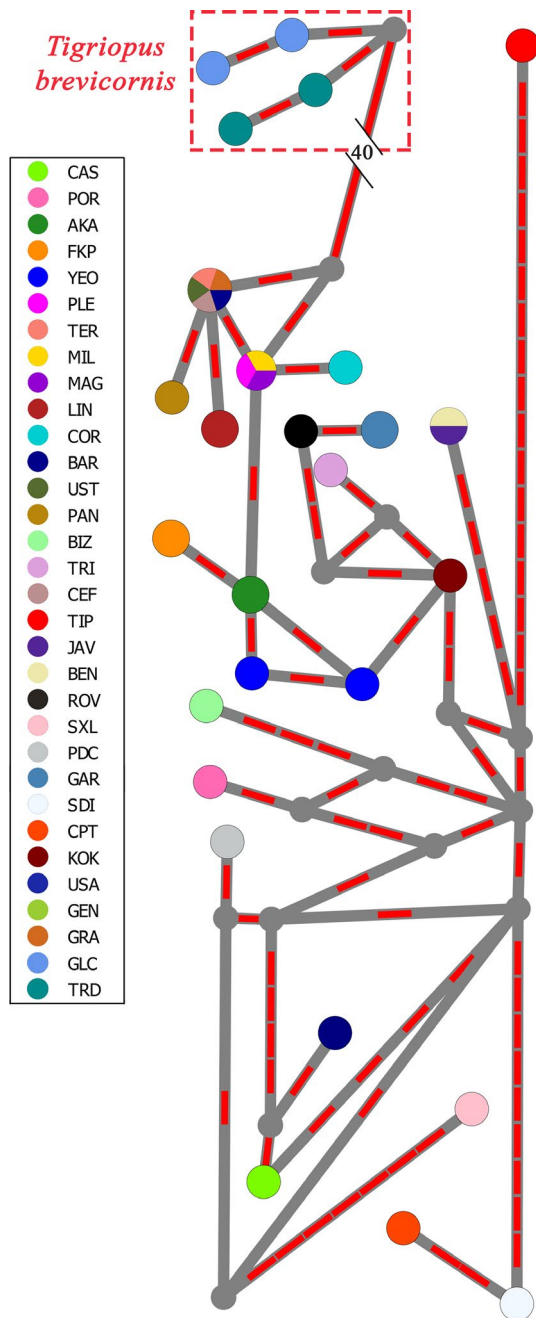 Tigriopus
brevicornis
40
CAS
POR
AKA
FKP
YEO
PLE
TER
MIL
MAG
LIN
COR
BAR
UST
PAN
BIZ
TRI
CEF
TIP
JAV
BEN
ROV
SXL
PDC
GAR
SDI
CPT
KOK
USA
GEN
GRA
GLC
TRD